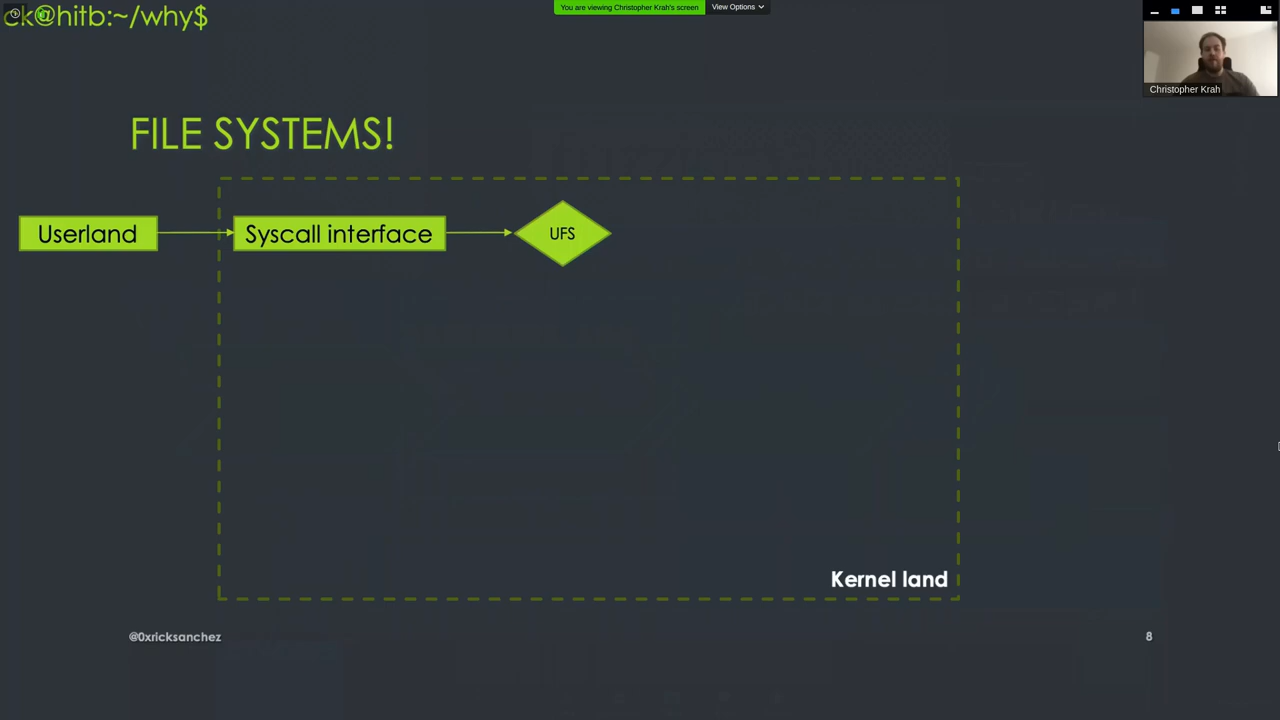 ck@hitb:~/why$
You are viewing Christopher Krah's screen
View Options
Christopher Krah
FILE SYSTEMS!
Userland
Syscall interface
UFS
Kernel land
@0xricksanchez
8